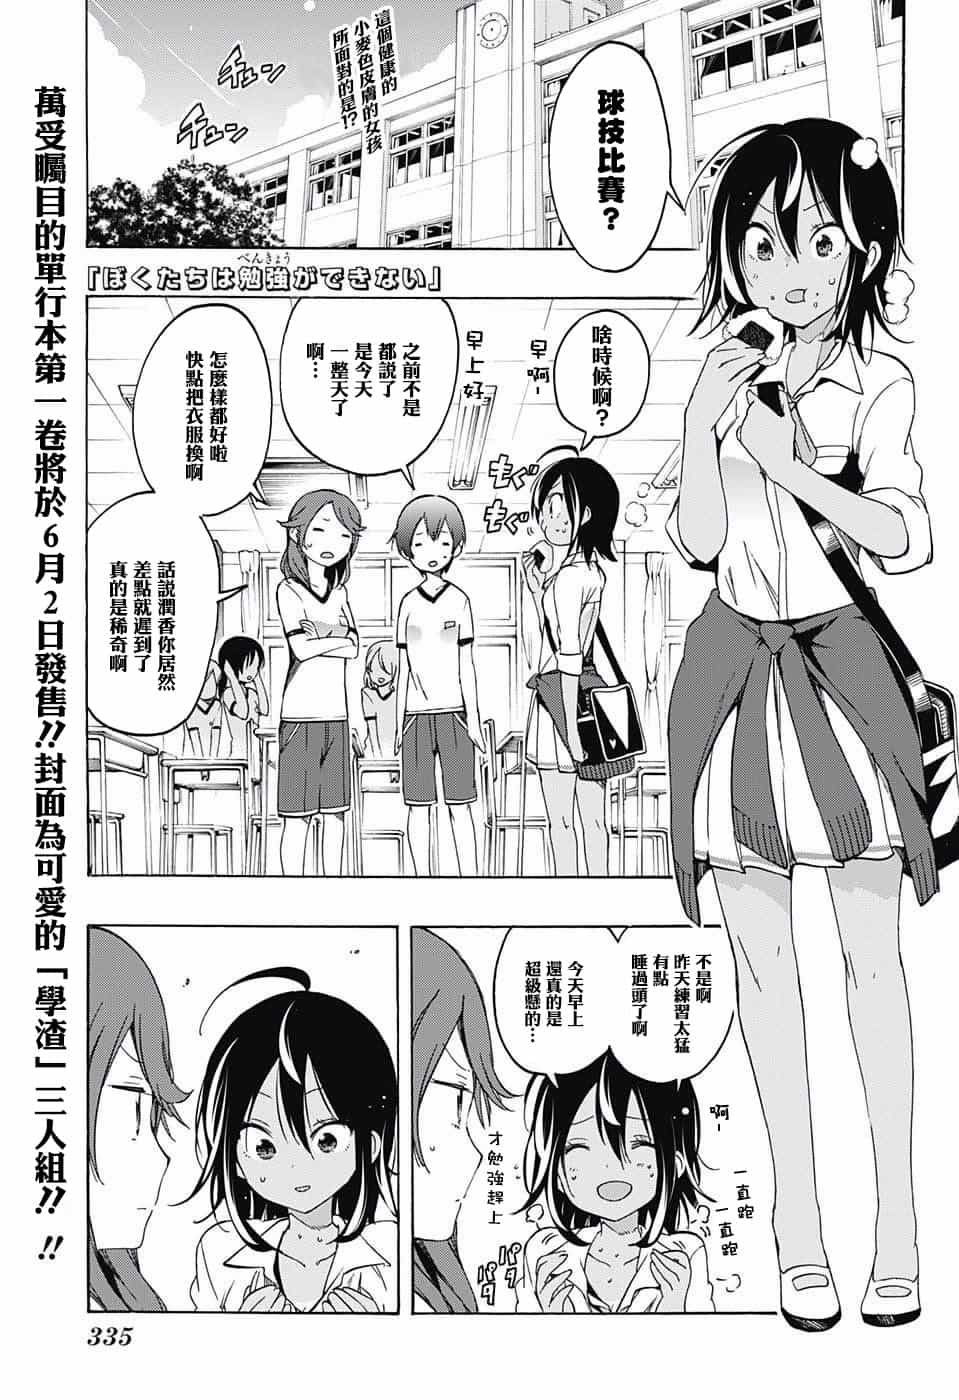 這個健康的
小麥色皮膚的女孩
所面對的是!?
チュン
チュン
球技比賽？
「ぼくたちは勉強ができない」
べんきょう
啥時候啊？
早啊~
早上好
之前不是
都説了
是今天
一整天了
啊…
怎麼樣都好啦
快點把衣服換啊
もぐ
もぐ
話説潤香你居然
差點就遲到了
真的是稀奇啊
不是啊
昨天練習太猛
有點
睡過頭了啊
今天早上
還真的是
超級懸的…
啊~
一直跑
一直跑
才勉強趕上
パタ
パタ
萬受矚目的單行本第一卷將於6月2日發售!!封面為可愛的「學渣」三人組!!!!
335